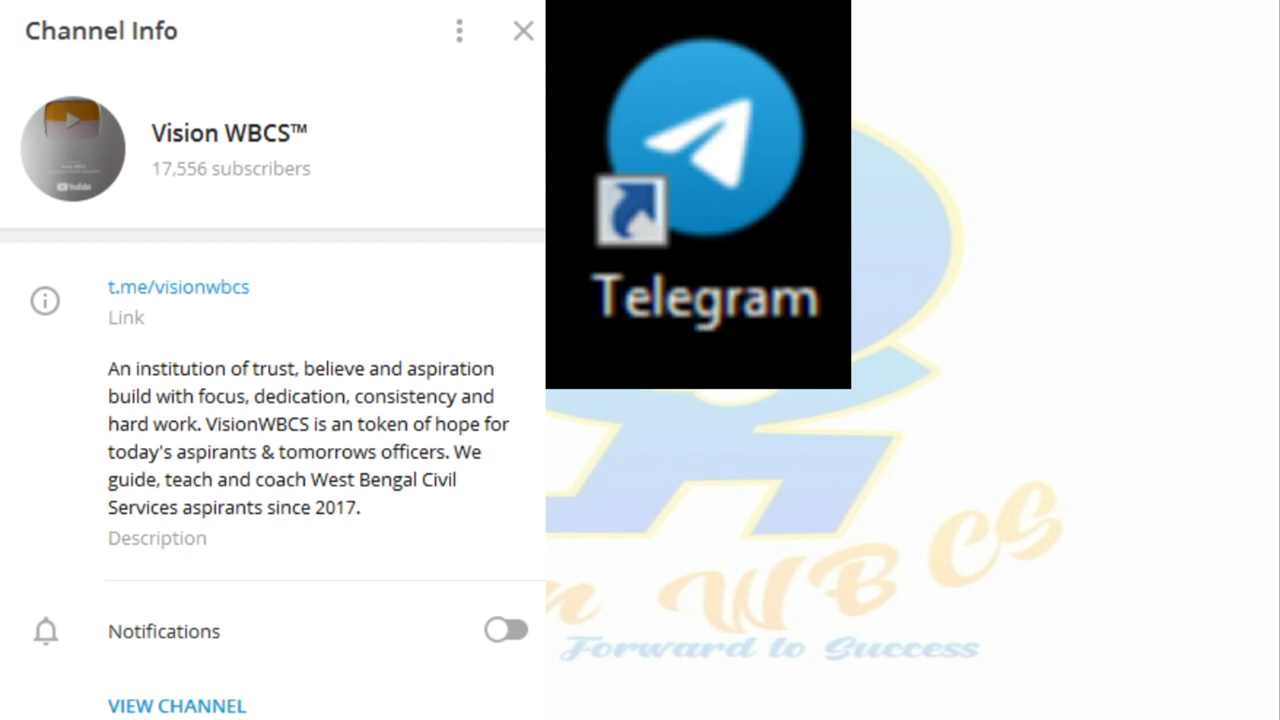 Channel Info
Vision WBCS™
17,556 subscribers
t.me/visionwbcs
Link
An institution of trust, believe and aspiration
build with focus, dedication, consistency and
hard work. VisionWBCS is an token of hope for
today's aspirants & tomorrows officers. We
guide, teach and coach West Bengal Civil
Services aspirants since 2017.
Description
Notifications
VIEW CHANNEL
Telegram
n WBCS
Forward to Success